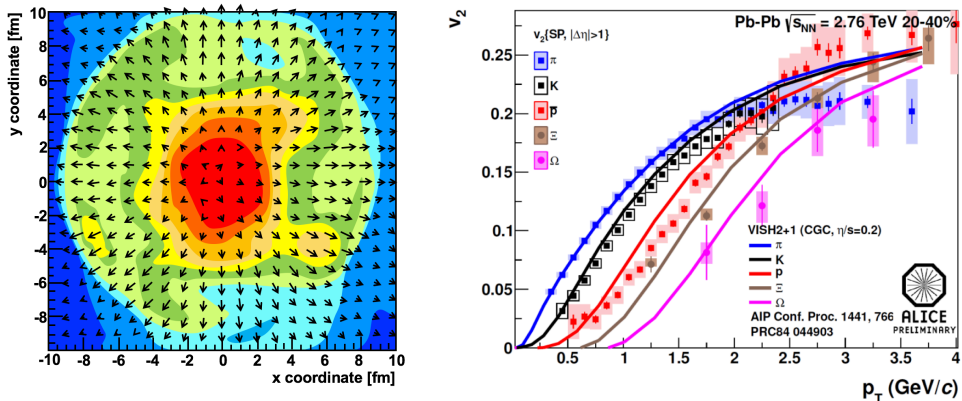 y coordinate [fm]
10
8
6
4
2
0
-2
-4
-6
-8
-10 -8 -6 -4 -2 0 2 4 6 8 10
x coordinate [fm]
v2
Pb-Pb √sNN = 2.76 TeV 20-40%
v2{SP, |Δη|>1}
π
K
p̅
Ξ
Ω
0.25
0.2
0.15
0.1
0.05
0
VISH2+1 (CGC, η/s=0.2)
π
K
p
Ξ
Ω
AIP Conf. Proc. 1441, 766
PRC84 044903
ALICE
PRELIMINARY
0.5 1 1.5 2 2.5 3 3.5 4
pT (GeV/c)